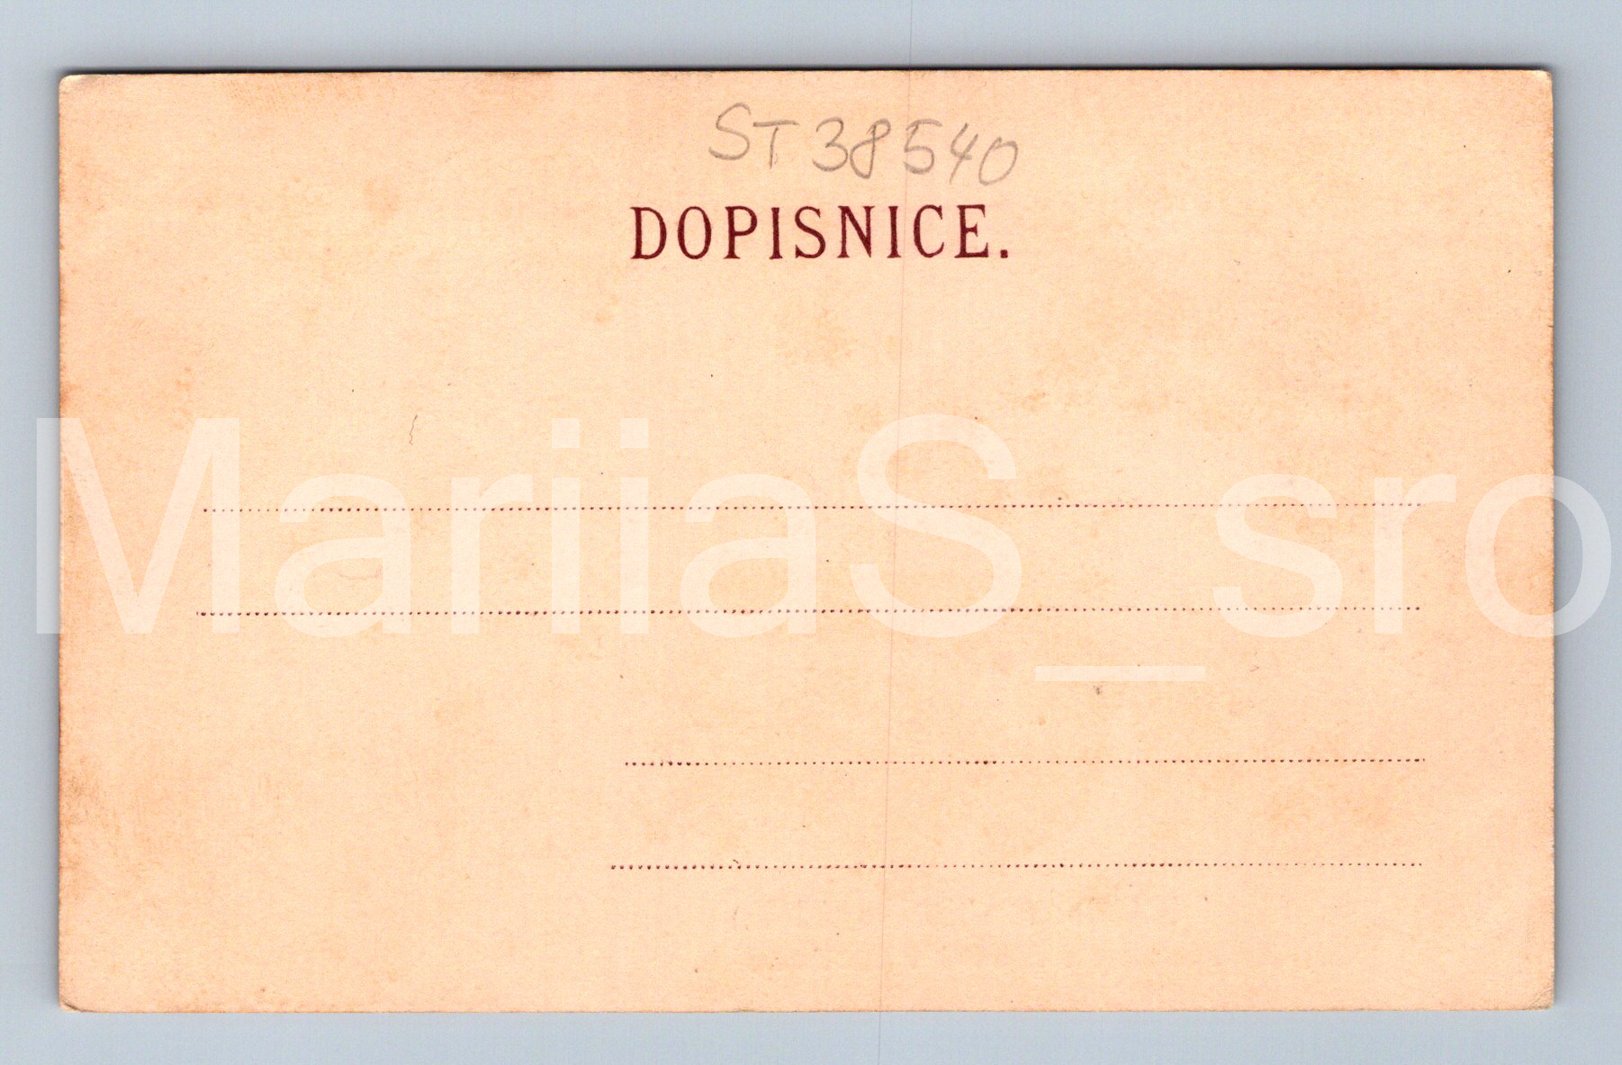 ST 38540
DOPISNICE.
MariiaS_sro